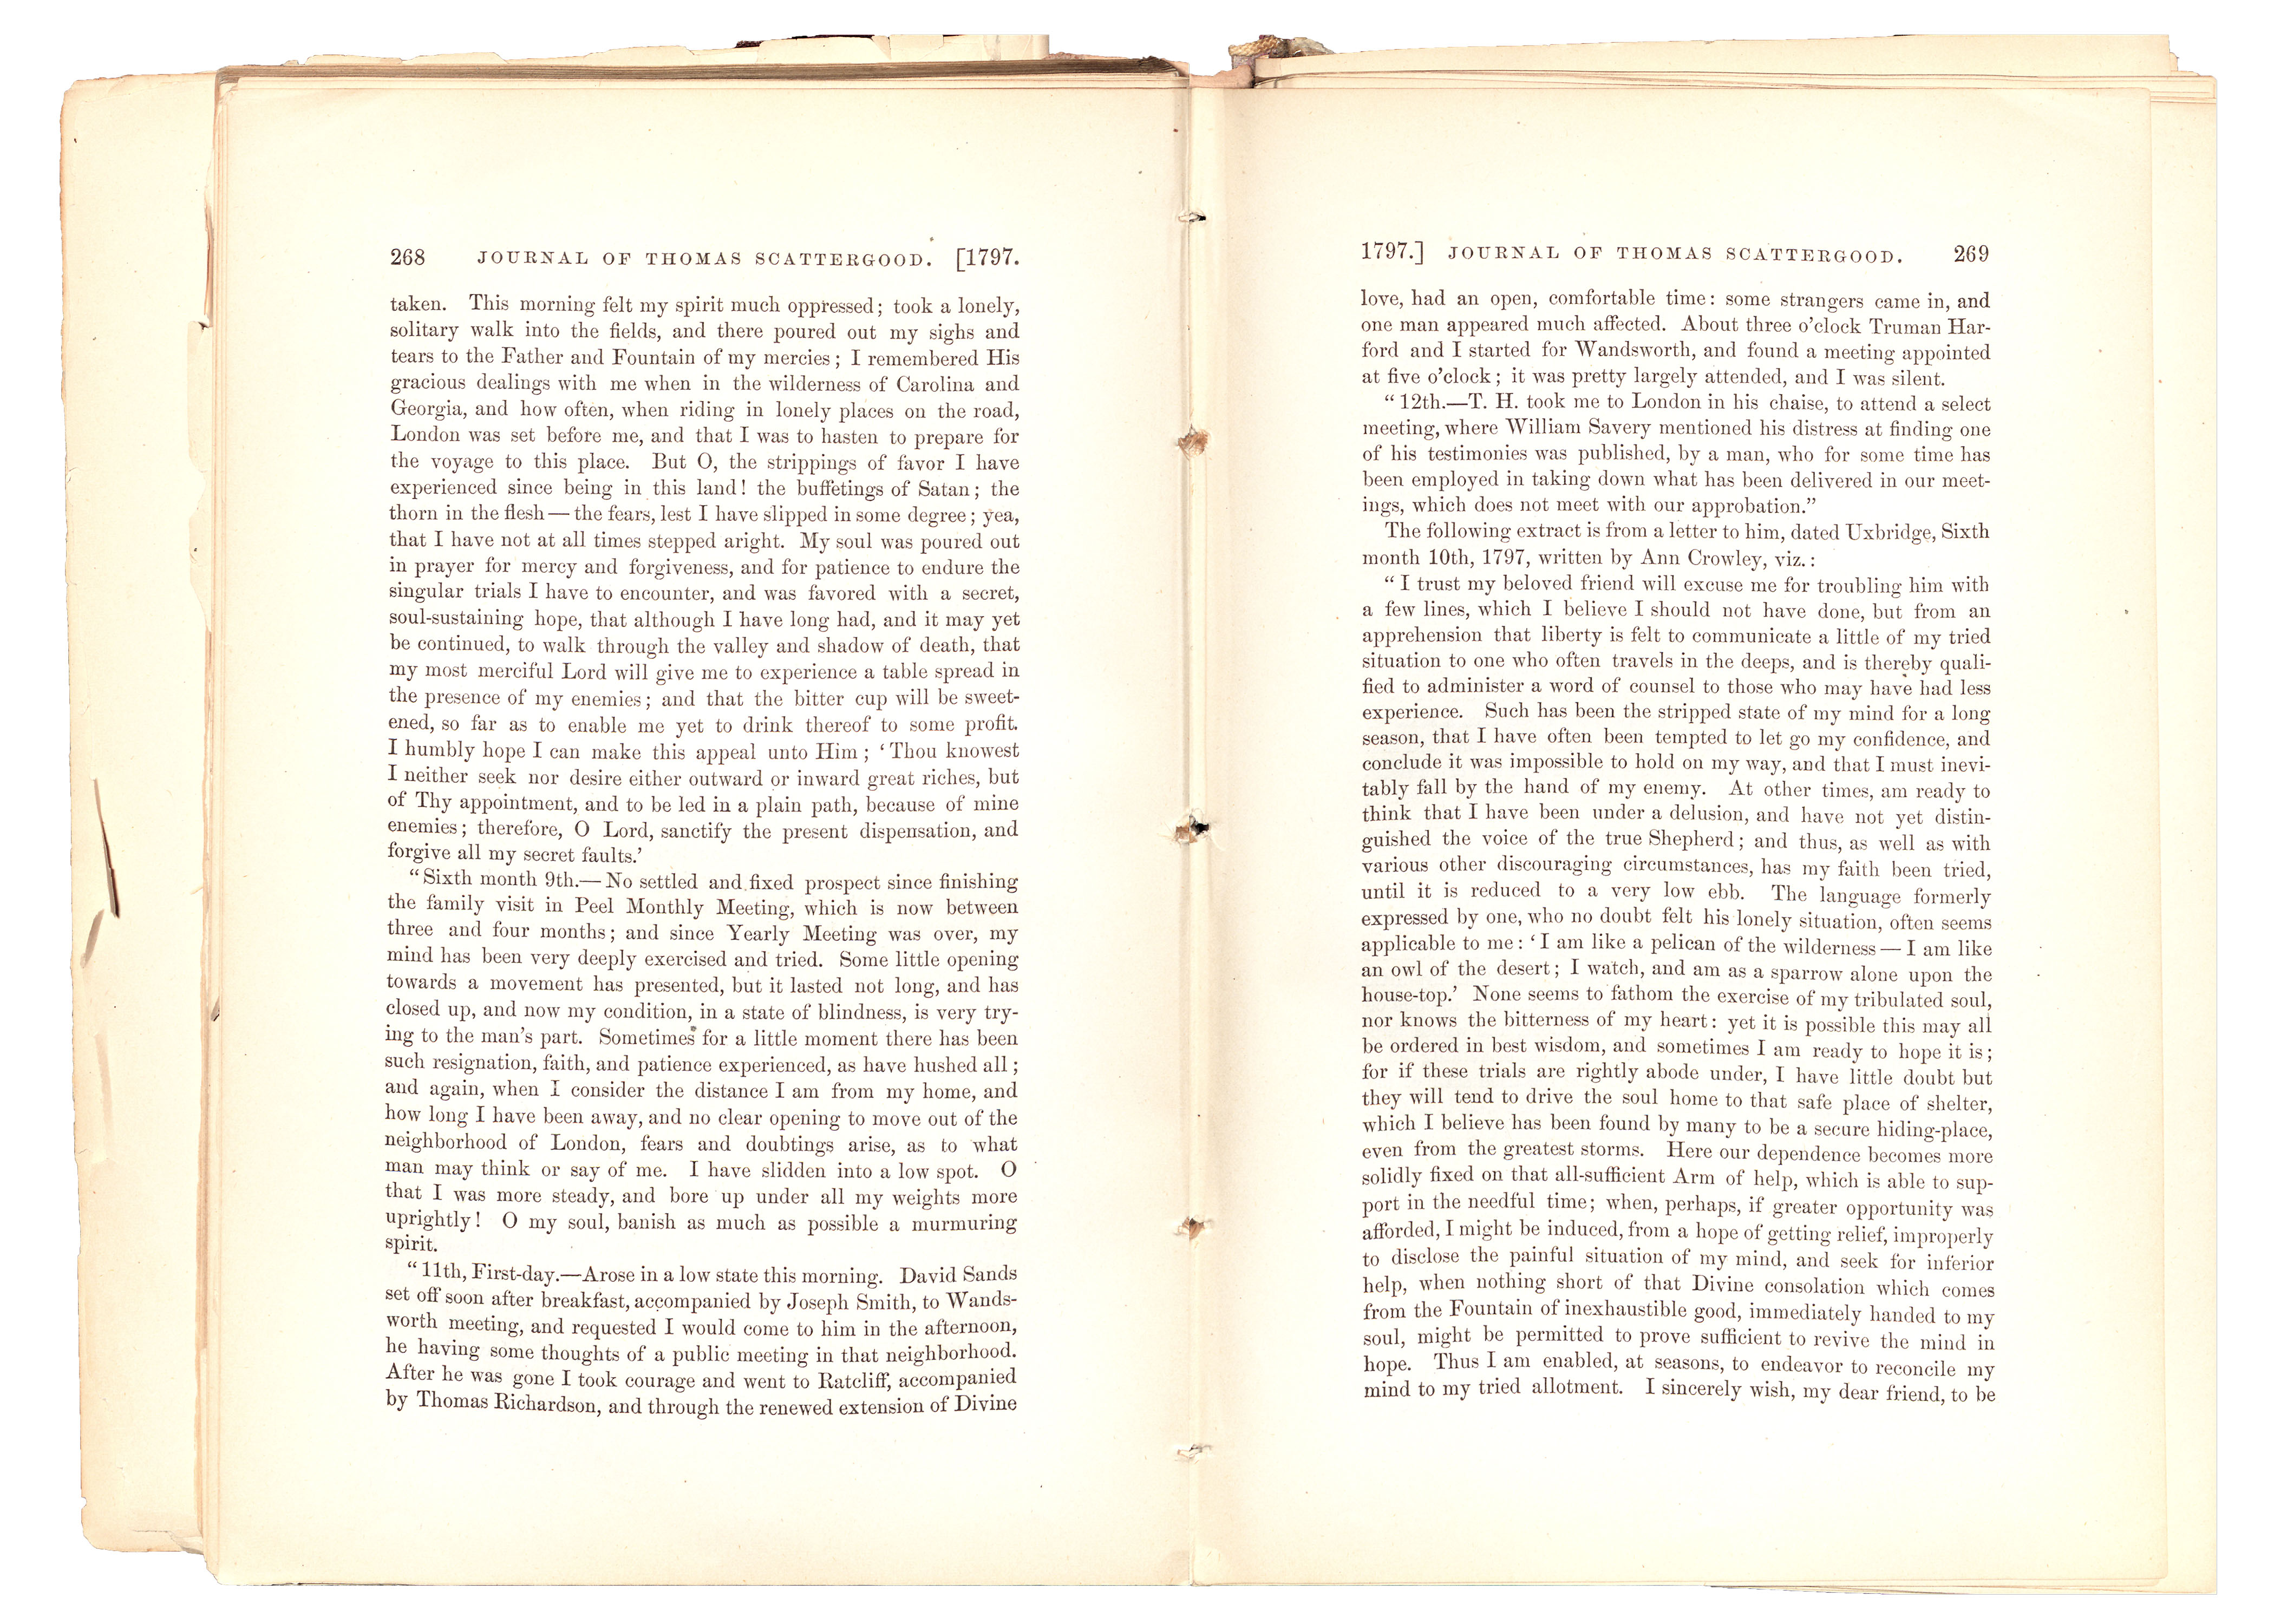 268 JOURNAL OF THOMAS SCATTERGOOD. [1797.
taken. This morning felt my spirit much oppressed; took a lonely,
solitary walk into the fields, and there poured out my sighs and
tears to the Father and Fountain of my mercies; I remembered His
gracious dealings with me when in the wilderness of Carolina and
Georgia, and how often, when riding in lonely places on the road,
London was set before me, and that I was to hasten to prepare for
the voyage to this place. But O, the strippings of favor I have
experienced since being in this land! the buffetings of Satan; the
thorn in the flesh — the fears, lest I have slipped in some degree; yea,
that I have not at all times stepped aright. My soul was poured out
in prayer for mercy and forgiveness, and for patience to endure the
singular trials I have to encounter, and was favored with a secret,
soul-sustaining hope, that although I have long had, and it may yet
be continued, to walk through the valley and shadow of death, that
my most merciful Lord will give me to experience a table spread in
the presence of my enemies; and that the bitter cup will be sweet-
ened, so far as to enable me yet to drink thereof to some profit.
I humbly hope I can make this appeal unto Him; ‘Thou knowest
I neither seek nor desire either outward or inward great riches, but
of Thy appointment, and to be led in a plain path, because of mine
enemies; therefore, O Lord, sanctify the present dispensation, and
forgive all my secret faults.’
“Sixth month 9th.— No settled and fixed prospect since finishing
the family visit in Peel Monthly Meeting, which is now between
three and four months; and since Yearly Meeting was over, my
mind has been very deeply exercised and tried. Some little opening
towards a movement has presented, but it lasted not long, and has
closed up, and now my condition, in a state of blindness, is very try-
ing to the man’s part. Sometimes for a little moment there has been
such resignation, faith, and patience experienced, as have hushed all;
and again, when I consider the distance I am from my home, and
how long I have been away, and no clear opening to move out of the
neighborhood of London, fears and doubtings arise, as to what
man may think or say of me. I have slidden into a low spot. O
that I was more steady, and bore up under all my weights more
uprightly! O my soul, banish as much as possible a murmuring
spirit.
“11th, First-day.—Arose in a low state this morning. David Sands
set off soon after breakfast, accompanied by Joseph Smith, to Wands-
worth meeting, and requested I would come to him in the afternoon,
he having some thoughts of a public meeting in that neighborhood.
After he was gone I took courage and went to Ratcliff, accompanied
by Thomas Richardson, and through the renewed extension of Divine
1797.] JOURNAL OF THOMAS SCATTERGOOD. 269
love, had an open, comfortable time: some strangers came in, and
one man appeared much affected. About three o’clock Truman Har-
ford and I started for Wandsworth, and found a meeting appointed
at five o’clock; it was pretty largely attended, and I was silent.
“12th.—T. H. took me to London in his chaise, to attend a select
meeting, where William Savery mentioned his distress at finding one
of his testimonies was published, by a man, who for some time has
been employed in taking down what has been delivered in our meet-
ings, which does not meet with our approbation.”
The following extract is from a letter to him, dated Uxbridge, Sixth
month 10th, 1797, written by Ann Crowley, viz.:
“I trust my beloved friend will excuse me for troubling him with
a few lines, which I believe I should not have done, but from an
apprehension that liberty is felt to communicate a little of my tried
situation to one who often travels in the deeps, and is thereby quali-
fied to administer a word of counsel to those who may have had less
experience. Such has been the stripped state of my mind for a long
season, that I have often been tempted to let go my confidence, and
conclude it was impossible to hold on my way, and that I must inevi-
tably fall by the hand of my enemy. At other times, am ready to
think that I have been under a delusion, and have not yet distin-
guished the voice of the true Shepherd; and thus, as well as with
various other discouraging circumstances, has my faith been tried,
until it is reduced to a very low ebb. The language formerly
expressed by one, who no doubt felt his lonely situation, often seems
applicable to me: ‘I am like a pelican of the wilderness — I am like
an owl of the desert; I watch, and am as a sparrow alone upon the
house-top.’ None seems to fathom the exercise of my tribulated soul,
nor knows the bitterness of my heart: yet it is possible this may all
be ordered in best wisdom, and sometimes I am ready to hope it is;
for if these trials are rightly abode under, I have little doubt but
they will tend to drive the soul home to that safe place of shelter,
which I believe has been found by many to be a secure hiding-place,
even from the greatest storms. Here our dependence becomes more
solidly fixed on that all-sufficient Arm of help, which is able to sup-
port in the needful time; when, perhaps, if greater opportunity was
afforded, I might be induced, from a hope of getting relief, improperly
to disclose the painful situation of my mind, and seek for inferior
help, when nothing short of that Divine consolation which comes
from the Fountain of inexhaustible good, immediately handed to my
soul, might be permitted to prove sufficient to revive the mind in
hope. Thus I am enabled, at seasons, to endeavor to reconcile my
mind to my tried allotment. I sincerely wish, my dear friend, to be